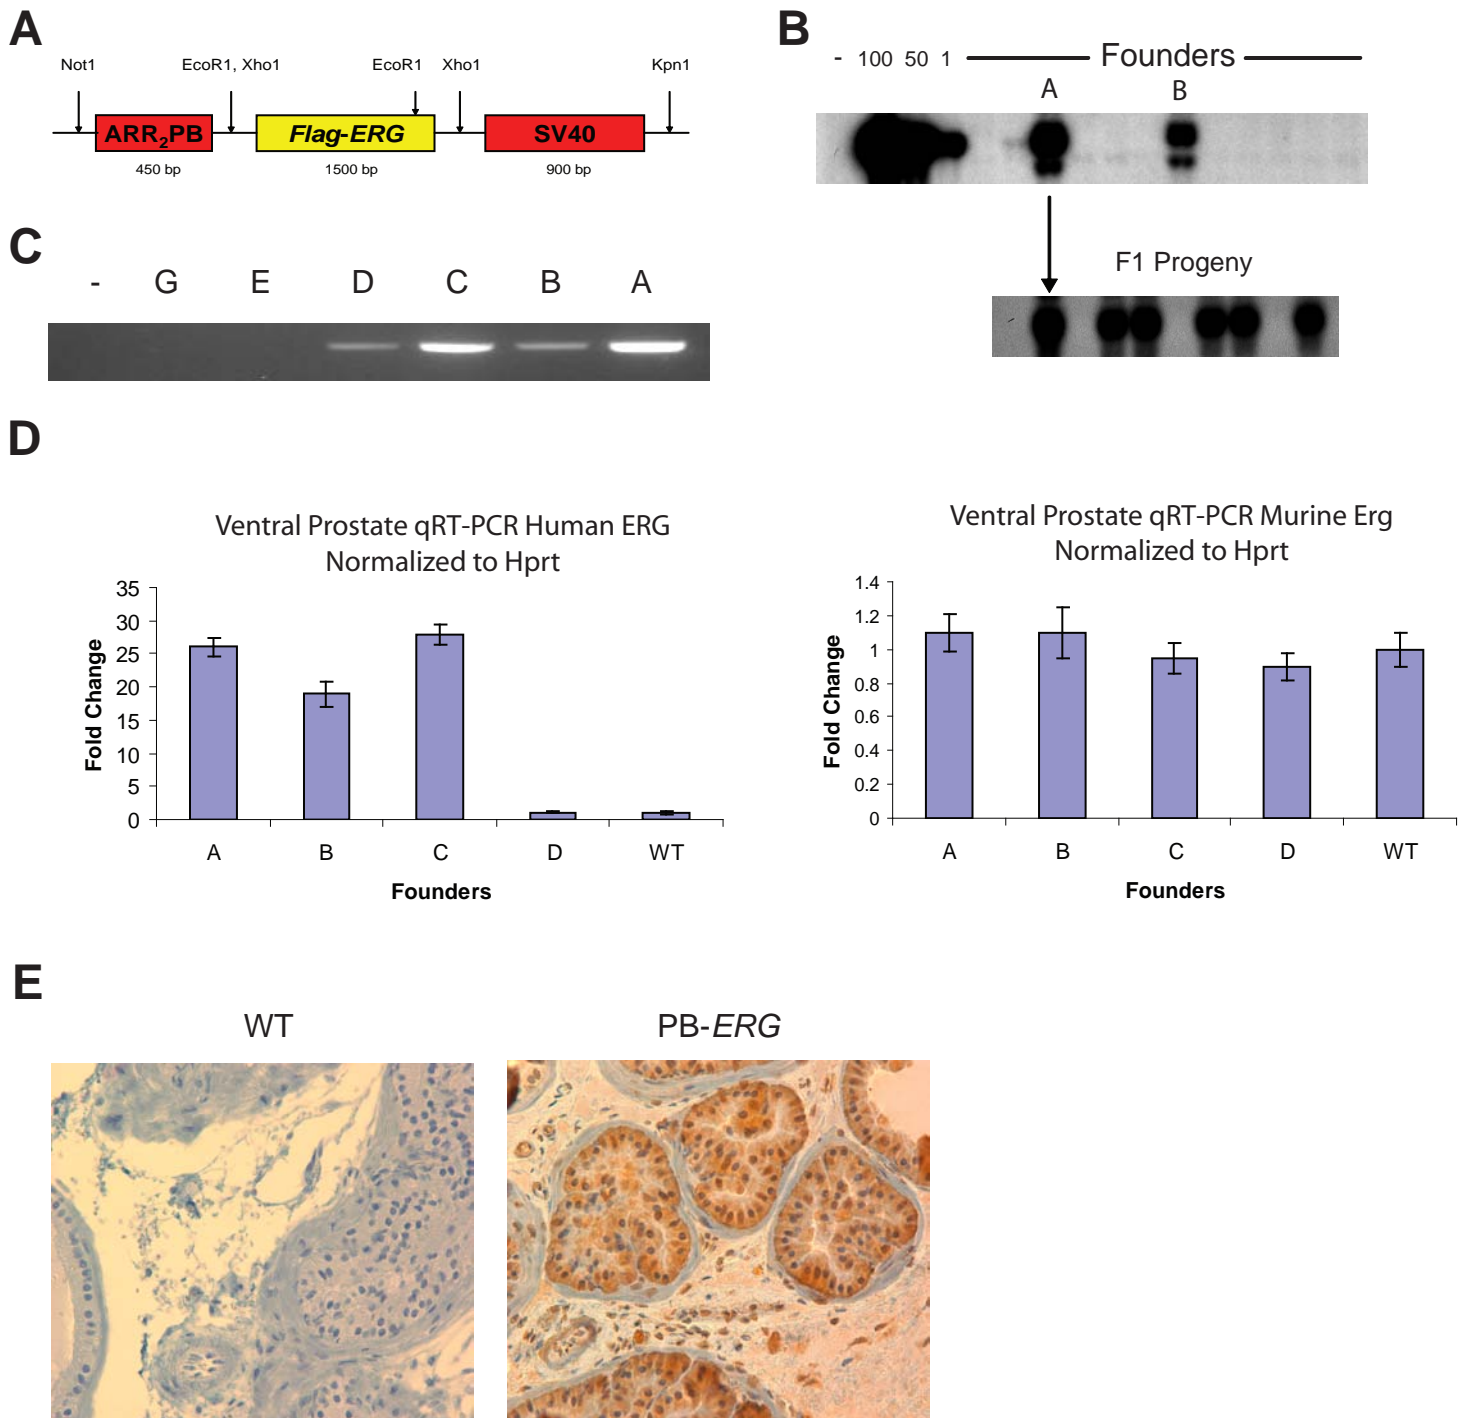 A
Not1 EcoR1, Xho1 EcoR1 Xho1 Kpn1
ARR2PB Flag-ERG SV40
450 bp 1500 bp 900 bp
B
- 100 50 1 Founders
A B
F1 Progeny
C
- G E D C B A
D
Ventral Prostate qRT-PCR Human ERG
Normalized to Hprt
35
30
25
20
15
10
5
0
Fold Change
A B C D WT
Founders
Ventral Prostate qRT-PCR Murine Erg
Normalized to Hprt
1.4
1.2
1
0.8
0.6
0.4
0.2
0
Fold Change
A B C D WT
Founders
E
WT PB-ERG